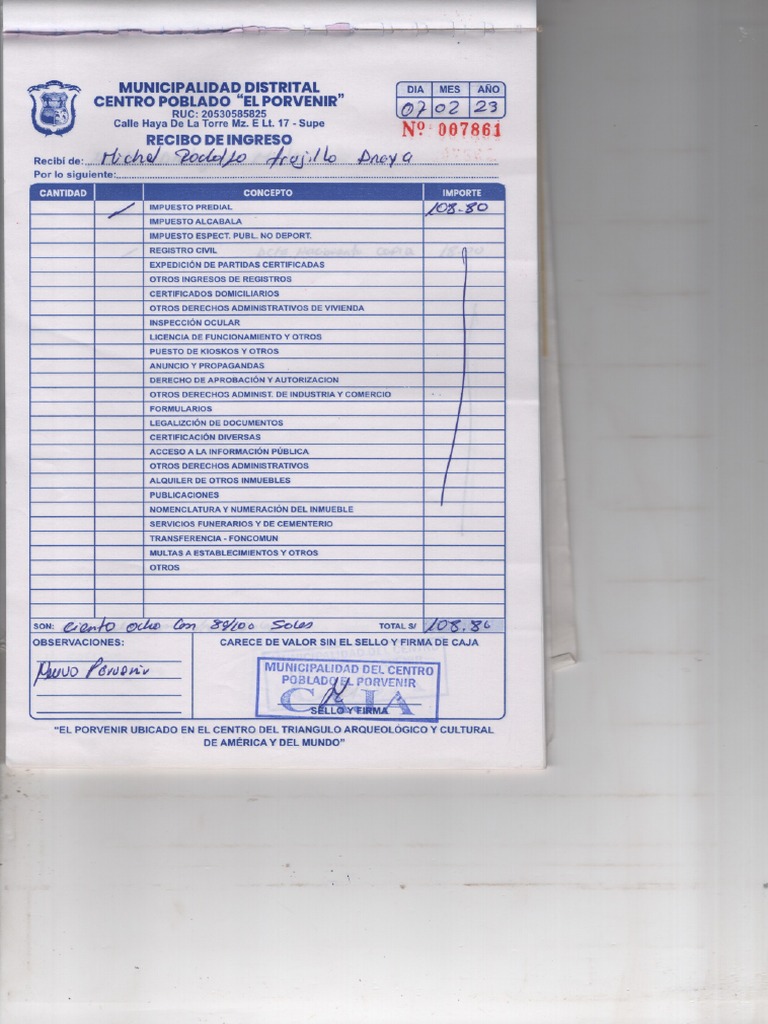 MUNICIPALIDAD DISTRITAL
CENTRO POBLADO "EL PORVENIR"
RUC: 20530585825
Calle Haya De La Torre Mz. E Lt. 17 - Supe
RECIBO DE INGRESO
DIA MES AÑO
07 02 23
Nº 007861
Recibí de: Michel Rodolfo Trujillo Anaya
Por lo siguiente:
CANTIDAD CONCEPTO IMPORTE
IMPUESTO PREDIAL 108.80
IMPUESTO ALCABALA
IMPUESTO ESPECT. PUBL. NO DEPORT.
REGISTRO CIVIL
EXPEDICIÓN DE PARTIDAS CERTIFICADAS
OTROS INGRESOS DE REGISTROS
CERTIFICADOS DOMICILIARIOS
OTROS DERECHOS ADMINISTRATIVOS DE VIVIENDA
INSPECCIÓN OCULAR
LICENCIA DE FUNCIONAMIENTO Y OTROS
PUESTO DE KIOSKOS Y OTROS
ANUNCIO Y PROPAGANDAS
DERECHO DE APROBACIÓN Y AUTORIZACION
OTROS DERECHOS ADMINIST. DE INDUSTRIA Y COMERCIO
FORMULARIOS
LEGALIZCIÓN DE DOCUMENTOS
CERTIFICACIÓN DIVERSAS
ACCESO A LA INFORMACIÓN PÚBLICA
OTROS DERECHOS ADMINISTRATIVOS
ALQUILER DE OTROS INMUEBLES
PUBLICACIONES
NOMENCLATURA Y NUMERACIÓN DEL INMUEBLE
SERVICIOS FUNERARIOS Y DE CEMENTERIO
TRANSFERENCIA - FONCOMUN
MULTAS A ESTABLECIMIENTOS Y OTROS
OTROS
SON: Ciento ocho con 80/100 Soles TOTAL S/ 108.80
OBSERVACIONES:
Nuevo Porvenir
CARECE DE VALOR SIN EL SELLO Y FIRMA DE CAJA
MUNICIPALIDAD DEL CENTRO
POBLADO EL PORVENIR
CAJA
SELLO Y FIRMA
"EL PORVENIR UBICADO EN EL CENTRO DEL TRIANGULO ARQUEOLÓGICO Y CULTURAL
DE AMÉRICA Y DEL MUNDO"